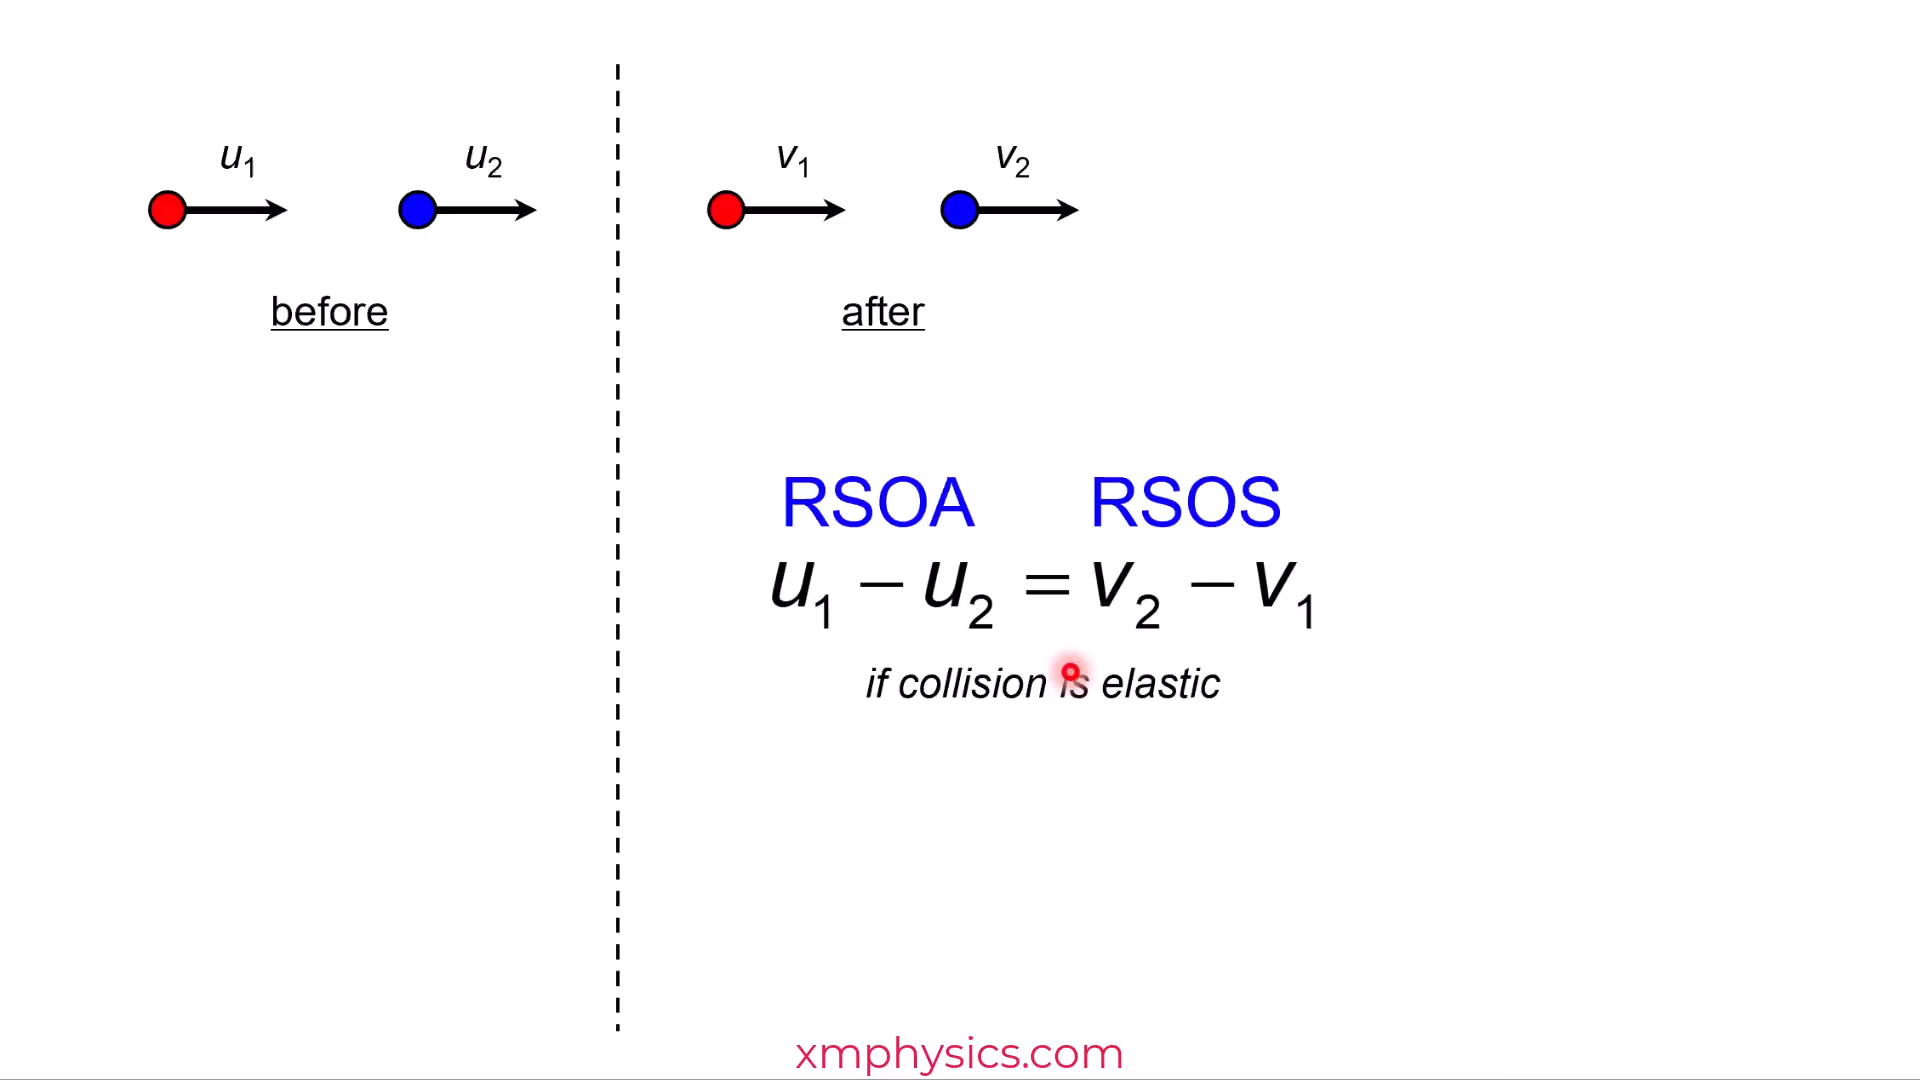 u₁ u₂ v₁ v₂
before after
RSOA RSOS
u₁ − u₂ = v₂ − v₁
if collision is elastic
xmphysics.com